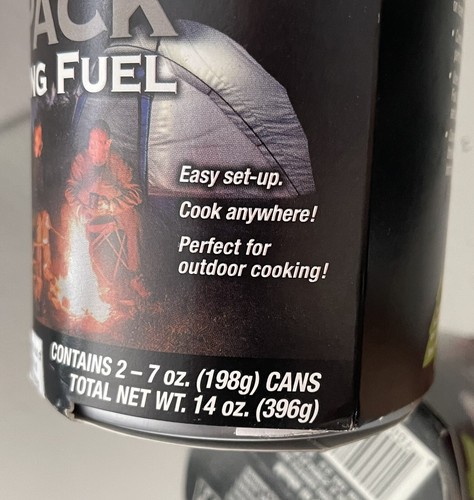 ACK
NG FUEL
Easy set-up.
Cook anywhere!
Perfect for
outdoor cooking!
CONTAINS 2 – 7 oz. (198g) CANS
TOTAL NET WT. 14 oz. (396g)